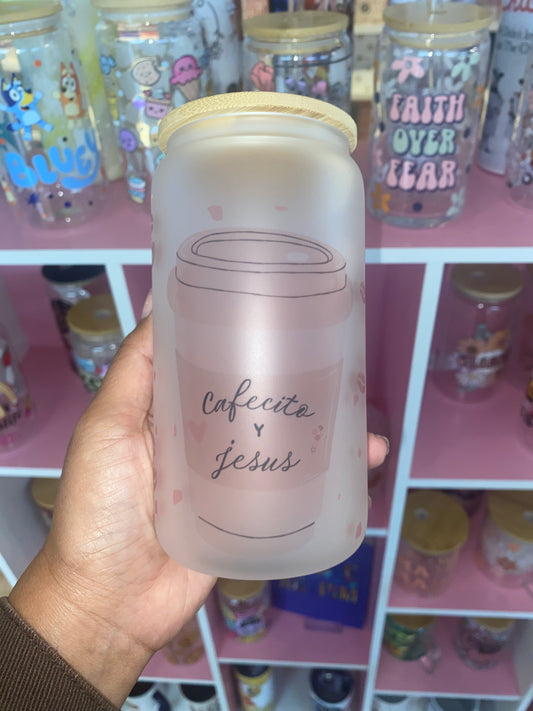 BLUEY
FAITH
OVER
FEAR
Cafecito
Y
jesus